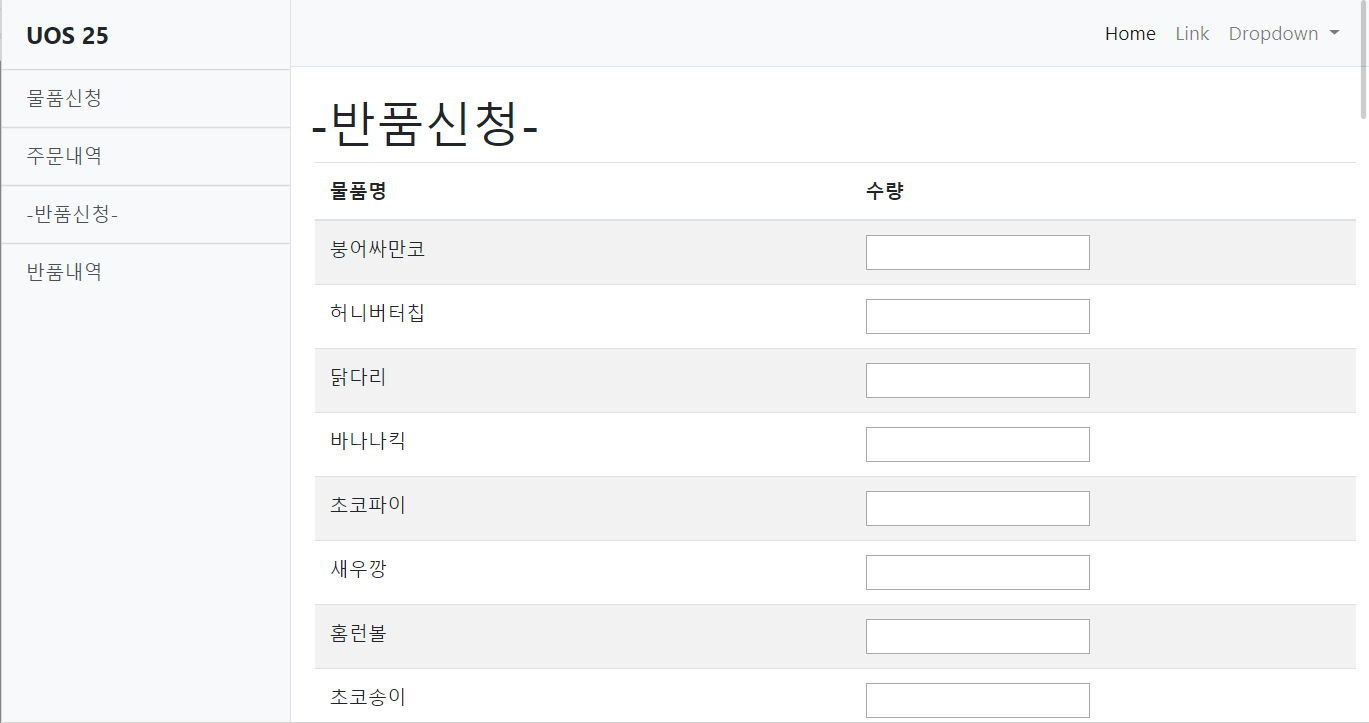 UOS 25
Home Link Dropdown
물품신청
주문내역
-반품신청-
반품내역
-반품신청-
물품명 수량
붕어싸만코
허니버터칩
닭다리
바나나킥
초코파이
새우깡
홈런볼
초코송이